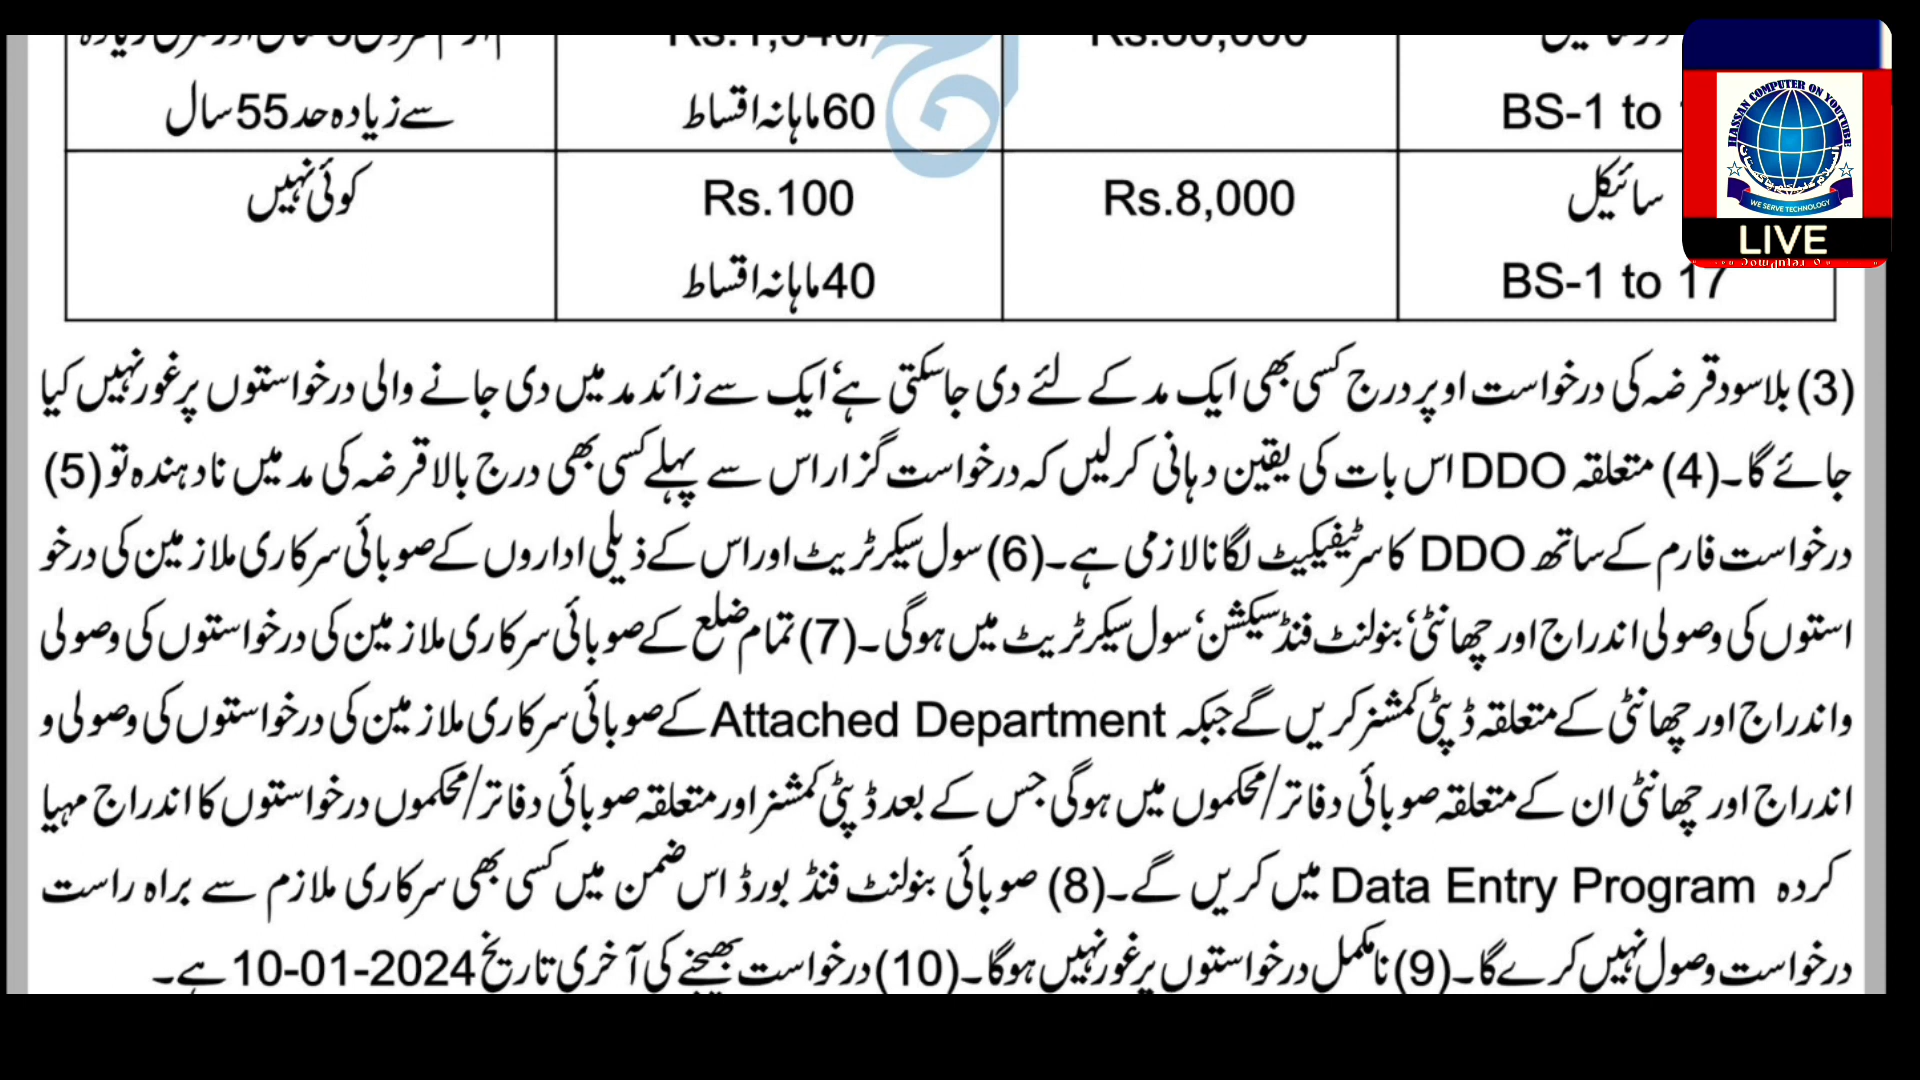 BS-1 to
60 ماہانہ اقساط
سے زیادہ حد 55 سال
سائیکل
Rs.8,000
Rs.100
کوئی نہیں
BS-1 to 17
40 ماہانہ اقساط
(3) بلاسود قرضہ کی درخواست اوپر درج کسی بھی ایک مد کے لئے دی جاسکتی ہے، ایک سے زائد مد میں دی جانے والی درخواستوں پر غور نہیں کیا
جائے گا۔ (4) متعلقہ DDO اس بات کی یقین دہانی کرلیں کہ درخواست گزار اس سے پہلے کسی بھی درج بالا قرضہ کی مد میں نادہندہ تو (5)
درخواست فارم کے ساتھ DDO کا سرٹیفیکیٹ لگانا لازمی ہے۔ (6) سول سیکرٹریٹ اور اس کے ذیلی اداروں کے صوبائی سرکاری ملازمین کی درخو
استوں کی وصولی اندراج اور چھانٹی، بنولنٹ فنڈ سیکشن، سول سیکرٹریٹ میں ہوگی۔ (7) تمام ضلع کے صوبائی سرکاری ملازمین کی درخواستوں کی وصولی
و اندراج اور چھانٹی کے متعلقہ ڈپٹی کمشنر کریں گے جبکہ Attached Department کے صوبائی سرکاری ملازمین کی درخواستوں کی وصولی و
اندراج اور چھانٹی ان کے متعلقہ صوبائی دفاتر/محکموں میں ہوگی جس کے بعد ڈپٹی کمشنر اور متعلقہ صوبائی دفاتر/محکموں درخواستوں کا اندراج مہیا
کردہ Data Entry Program میں کریں گے۔ (8) صوبائی بنولنٹ فنڈ بورڈ اس ضمن میں کسی بھی سرکاری ملازم سے براہ راست
درخواست وصول نہیں کرے گا۔ (9) نامکمل درخواستوں پر غور نہیں ہوگا۔ (10) درخواست بھیجنے کی آخری تاریخ 10-01-2024 ہے۔
HASSAN COMPUTER ON YOUTUBE
WE SERVE TECHNOLOGY
LIVE